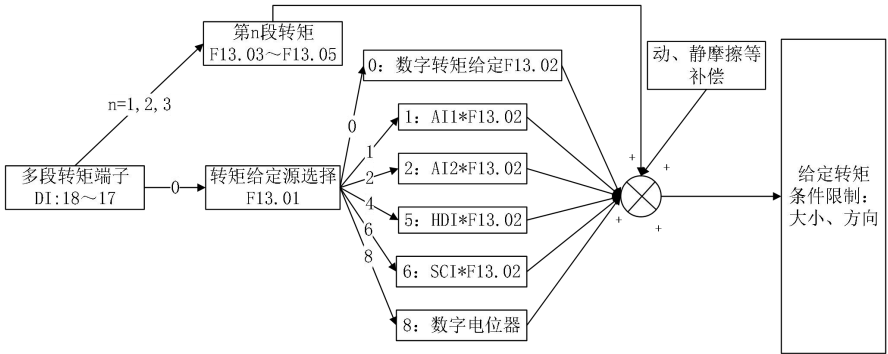 第n段转矩
F13.03～F13.05
n=1,2,3
多段转矩端子
DI:18～17
0
转矩给定源选择
F13.01
0
1
2
4
6
8
0: 数字转矩给定F13.02
1: AI1*F13.02
2: AI2*F13.02
5: HDI*F13.02
6: SCI*F13.02
8: 数字电位器
动、静摩擦等
补偿
+
+
+
+
给定转矩
条件限制:
大小、方向